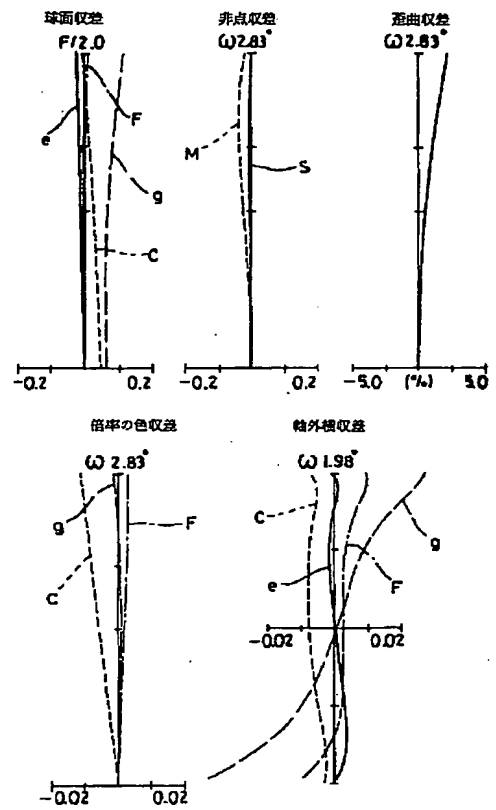 球面収差
F/2.0
e
F
g
C
-0.2
0.2
非点収差
ω2.83°
M
S
-0.2
0.2
歪曲収差
ω2.83°
-5.0
(%)
5.0
倍率の色収差
ω2.83°
g
F
C
-0.02
0.02
軸外横収差
ω1.98°
C
g
e
F
-0.02
0.02